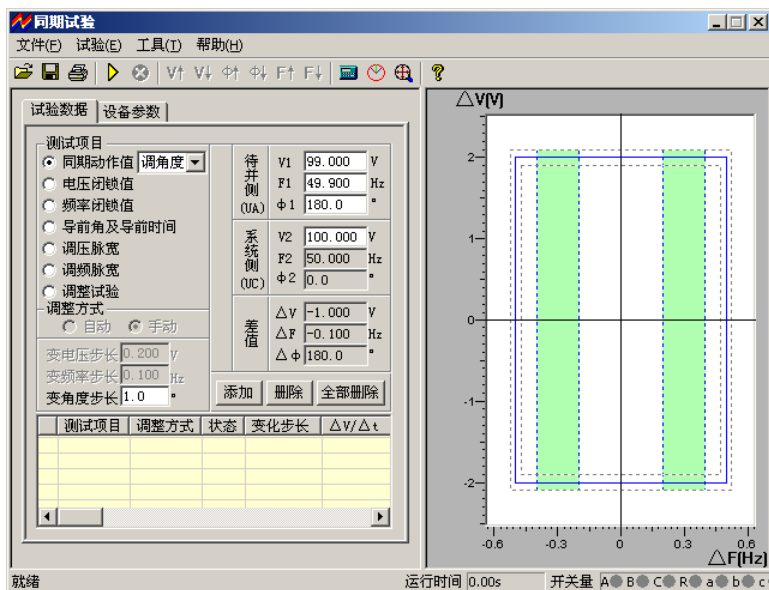 同期试验
文件(F) 试验(E) 工具(T) 帮助(H)
V↑ V↓ Φ↑ Φ↓ F↑ F↓
试验数据 设备参数
测试项目
同期动作值 调角度
电压闭锁值
频率闭锁值
导前角及导前时间
调压脉宽
调频脉宽
调整试验
调整方式
自动 手动
变电压步长 0.200 V
变频率步长 0.100 Hz
变角度步长 1.0 °
待并侧 (UA)
V1 99.000 V
F1 49.900 Hz
Φ1 180.0 °
系统侧 (UC)
V2 100.000 V
F2 50.000 Hz
Φ2 0.0 °
差值
△V -1.000 V
△F -0.100 Hz
△Φ 180.0 °
添加 删除 全部删除
测试项目 调整方式 状态 变化步长 △V/△t
△V(V)
2
1
0
-1
-2
-0.6 -0.3 0 0.3 0.6
△F(Hz)
就绪 运行时间 0.00s 开关量 A B C R a b c